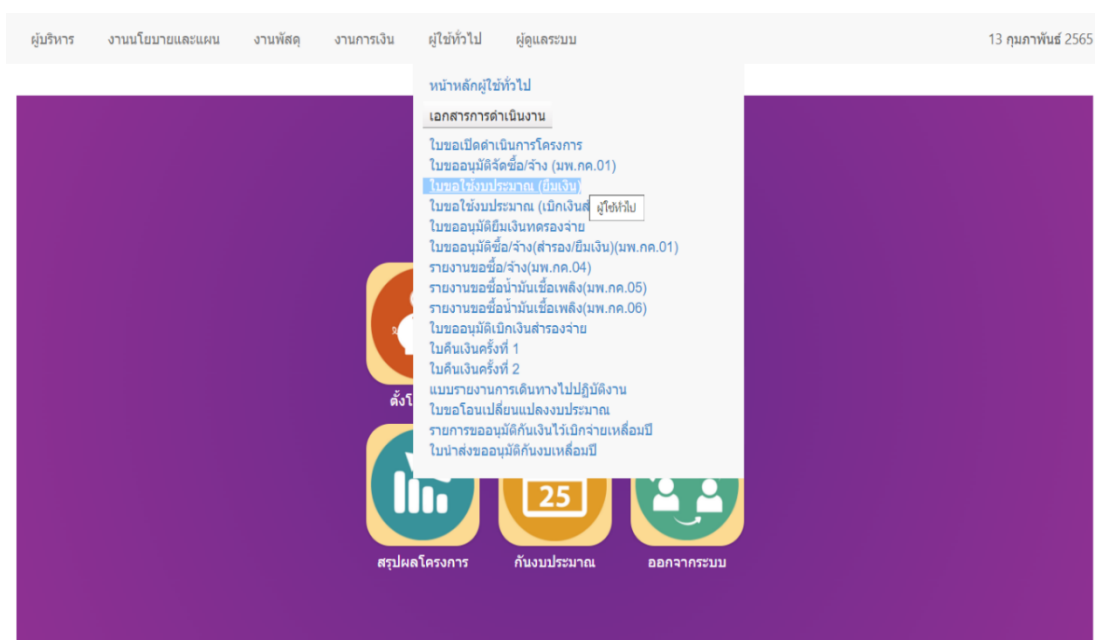 ผู้บริหาร งานนโยบายและแผน งานพัสดุ งานการเงิน ผู้ใช้ทั่วไป ผู้ดูแลระบบ 13 กุมภาพันธ์ 2565
หน้าหลักผู้ใช้ทั่วไป
เอกสารการดำเนินงาน
ใบขอเปิดดำเนินการโครงการ
ใบขออนุมัติจัดซื้อ/จ้าง (มพ.กค.01)
ใบขอใช้งบประมาณ (ยืมเงิน)
ใบขอใช้งบประมาณ (เบิกเงินส ผู้ใช้ทั่วไป
ใบขออนุมัติยืมเงินทดรองจ่าย
ใบขออนุมัติซื้อ/จ้าง(สำรอง/ยืมเงิน)(มพ.กค.01)
รายงานขอซื้อ/จ้าง(มพ.กค.04)
รายงานขอซื้อน้ำมันเชื้อเพลิง(มพ.กค.05)
รายงานขอซื้อน้ำมันเชื้อเพลิง(มพ.กค.06)
ใบขออนุมัติเบิกเงินสำรองจ่าย
ใบคืนเงินครั้งที่ 1
ใบคืนเงินครั้งที่ 2
แบบรายงานการเดินทางไปปฏิบัติงาน
ใบขอโอนเปลี่ยนแปลงงบประมาณ
รายการขออนุมัติกันเงินไว้เบิกจ่ายเหลื่อมปี
ใบนำส่งขออนุมัติกันงบเหลื่อมปี
25
สรุปผลโครงการ กันงบประมาณ ออกจากระบบ